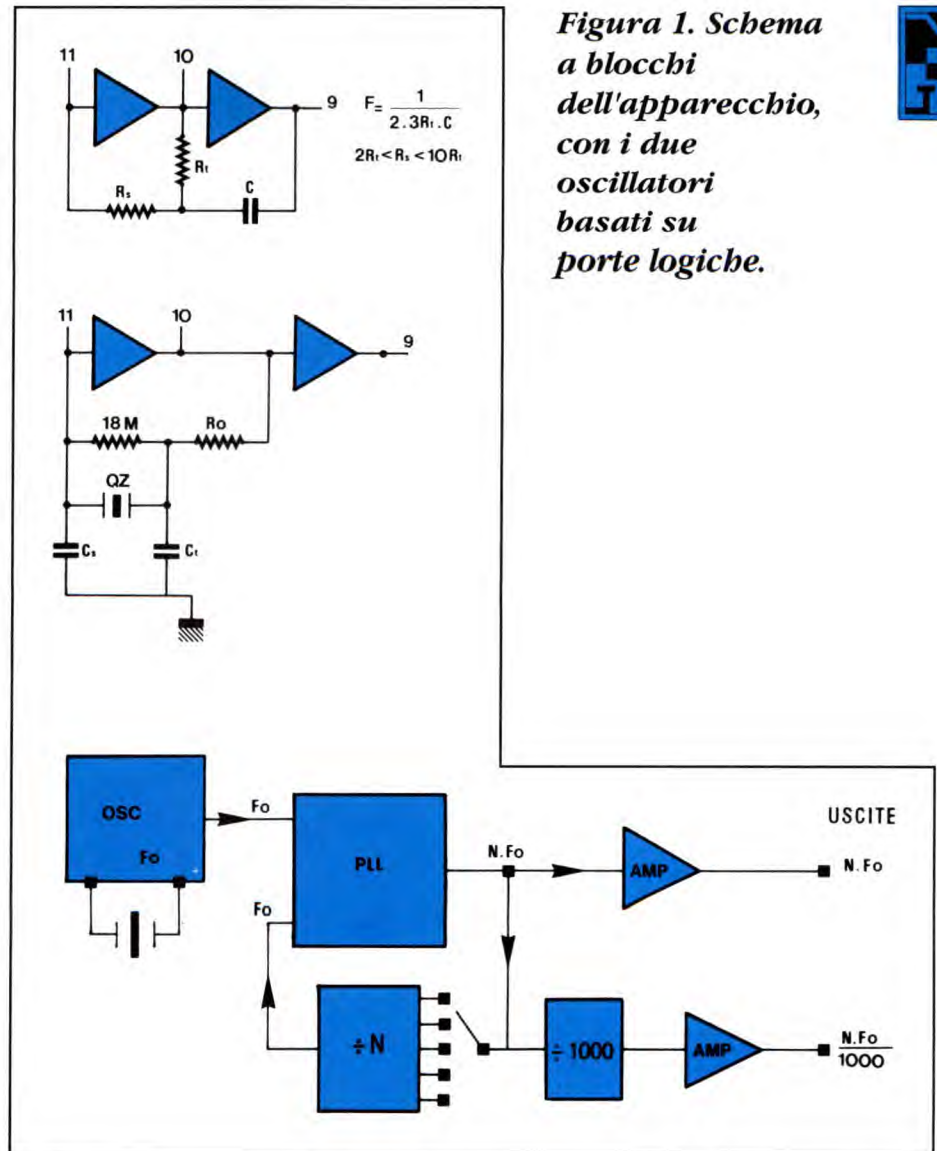 Figura 1. Schema
a blocchi
dell'apparecchio,
con i due
oscillatori
basati su
porte logiche.
11
10
9
F= 1
2.3Rt.C
2Rt<Rs<10Rt
Rt
Rs
C
11
10
9
18 M
Ro
QZ
Cs
Ct
OSC
Fo
Fo
Fo
PLL
N.Fo
AMP
USCITE
N.Fo
÷N
÷1000
AMP
N.Fo
1000